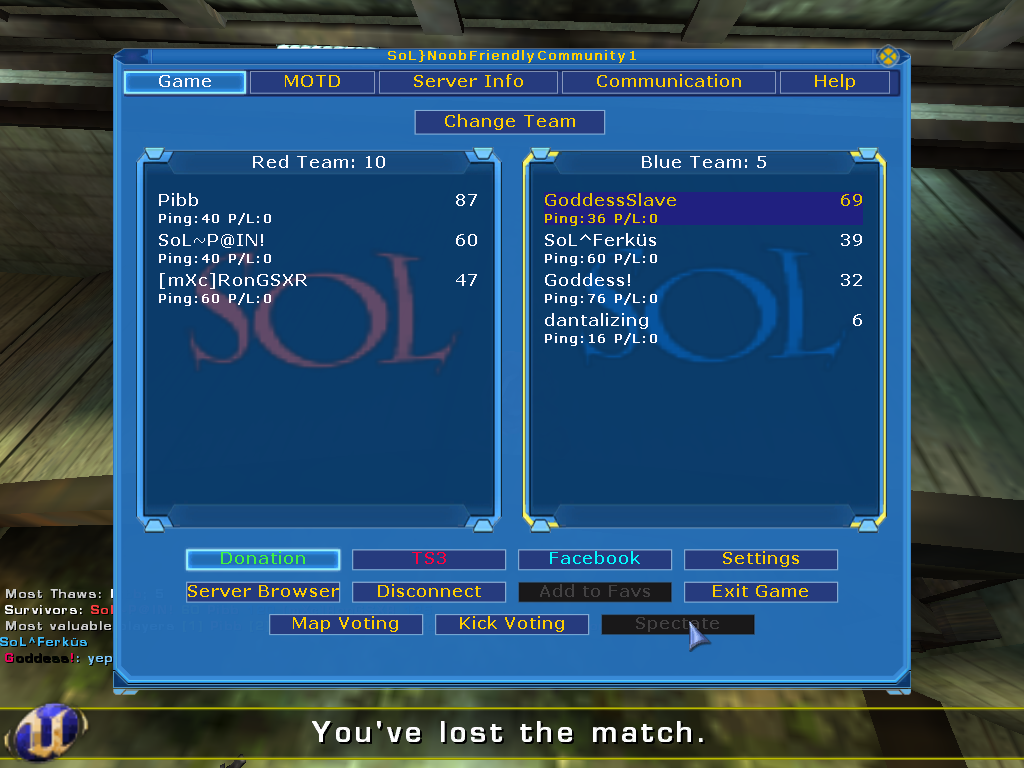 SoL}NoobFriendlyCommunity1
Game MOTD Server Info Communication Help
Change Team
Red Team: 10
Pibb 87
Ping:40 P/L:0
SoL~P@IN! 60
Ping:40 P/L:0
[mXc]RonGSXR 47
Ping:60 P/L:0
SOL
Blue Team: 5
GoddessSlave 69
Ping:36 P/L:0
SoL^Ferküs 39
Ping:60 P/L:0
Goddess! 32
Ping:76 P/L:0
dantalizing 6
Ping:16 P/L:0
SOL
Donation TS3 Facebook Settings
Server Browser Disconnect Add to Favs Exit Game
Map Voting Kick Voting Spectate
Most Thaws:
Survivors: Sol
Most valuable
SoL^Ferküs
Goddess!: yep
You've lost the match.